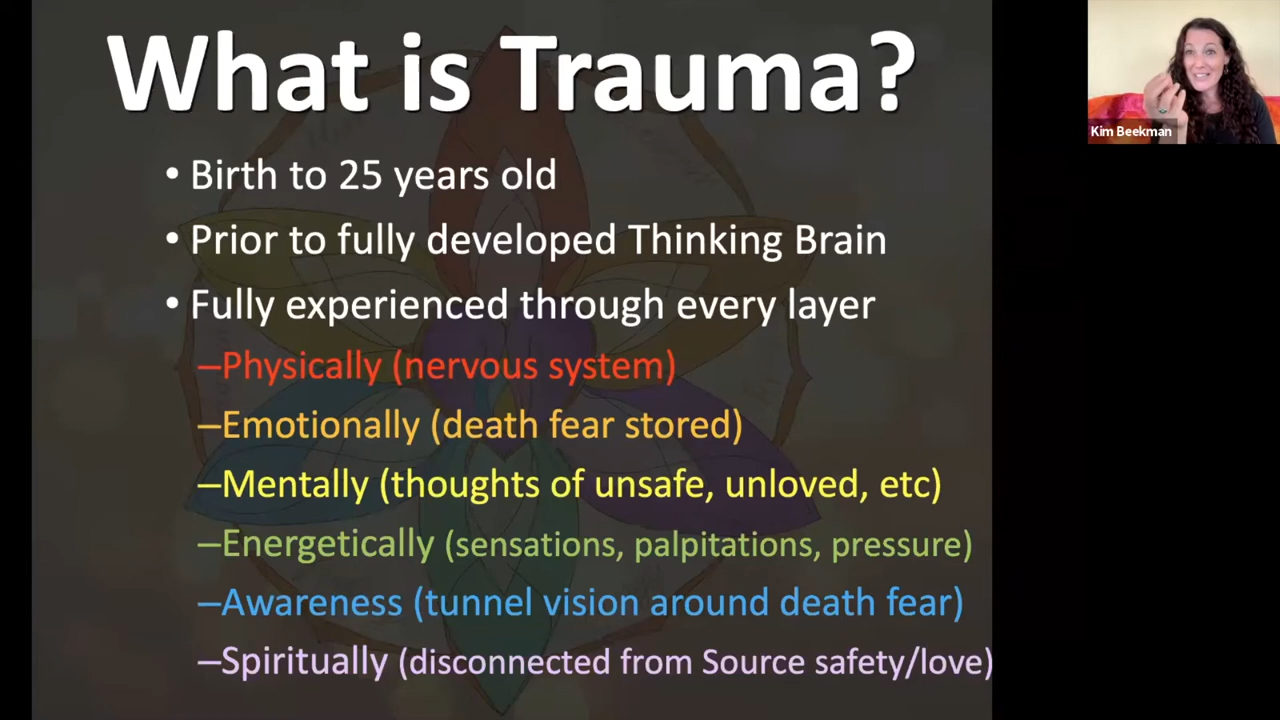 What is Trauma?
• Birth to 25 years old
• Prior to fully developed Thinking Brain
• Fully experienced through every layer
–Physically (nervous system)
–Emotionally (death fear stored)
–Mentally (thoughts of unsafe, unloved, etc)
–Energetically (sensations, palpitations, pressure)
–Awareness (tunnel vision around death fear)
–Spiritually (disconnected from Source safety/love)
Kim Beekman